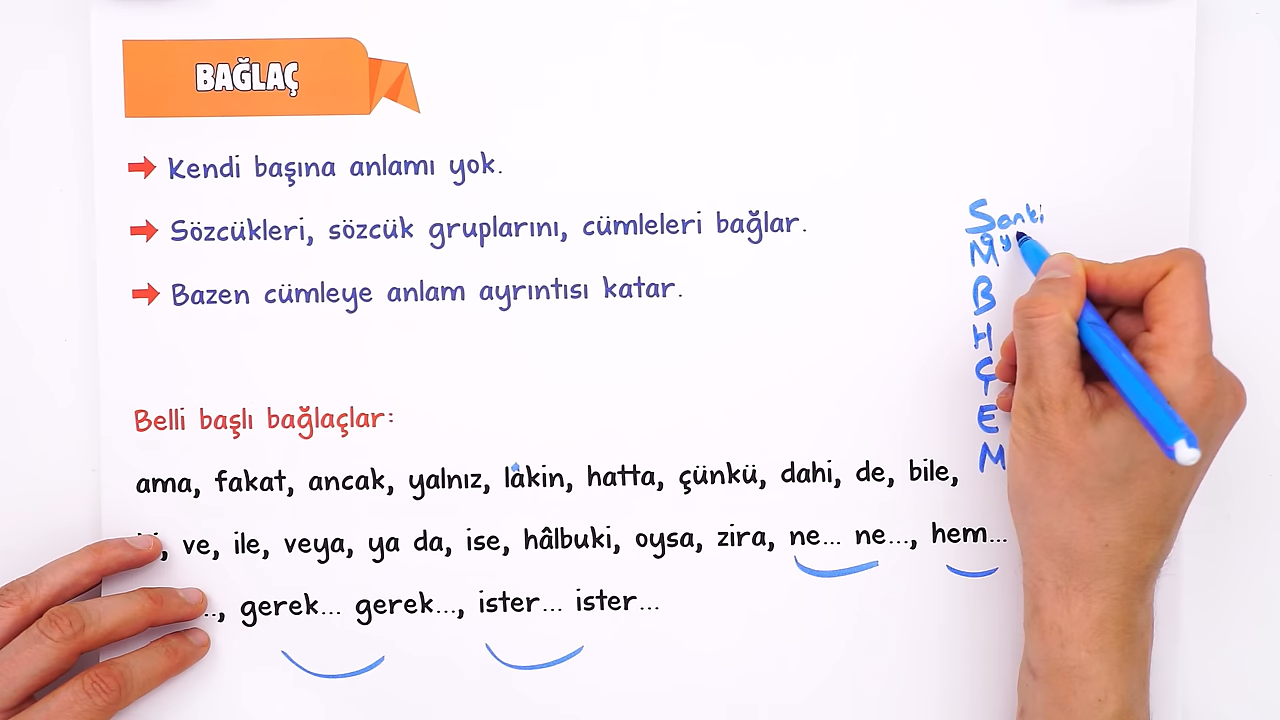 BAĞLAÇ
Kendi başına anlamı yok.
Sözcükleri, sözcük gruplarını, cümleleri bağlar.
Bazen cümleye anlam ayrıntısı katar.
Sanki
M
B
H
Ç
E
M
Belli başlı bağlaçlar:
ama, fakat, ancak, yalnız, lâkin, hatta, çünkü, dahi, de, bile,
ve, ile, veya, ya da, ise, hâlbuki, oysa, zira, ne... ne..., hem...
gerek... gerek..., ister... ister...